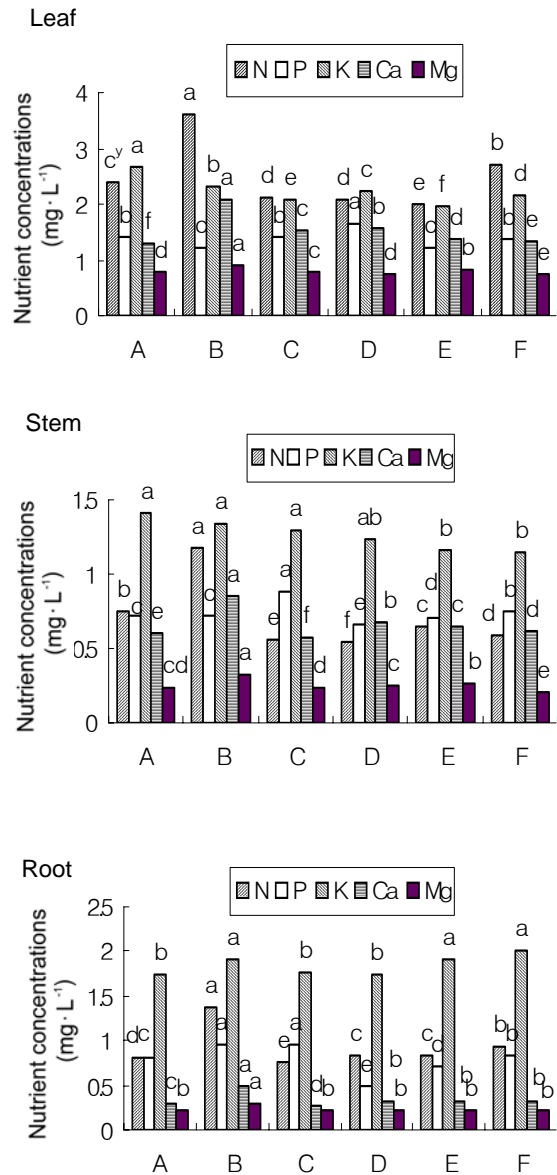 Leaf
N P K Ca Mg
Nutrient concentrations
(mg·L-1)
4
3
2
1
0
cy b a f d
a c b a a
d b e c c
d a c b d
e c f d b
b b d e e
A B C D E F
Stem
N P K Ca Mg
Nutrient concentrations
(mg·L-1)
1.5
1
0.5
0
b c a e cd
a c a a a
e a a f d
f e ab b c
c d b c b
d b b d e
A B C D E F
Root
N P K Ca Mg
Nutrient concentrations
(mg·L-1)
2.5
2
1.5
1
0.5
0
d c b c b
b a a a a
e a b d b
c e b b b
c d a b b
b b a b b
A B C D E F